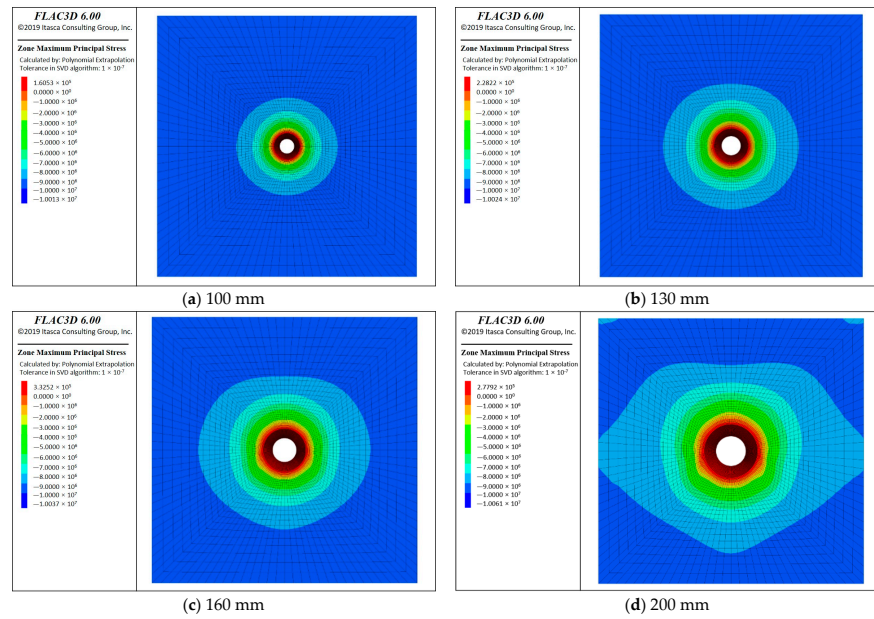 FLAC3D 6.00
©2019 Itasca Consulting Group, Inc.
Zone Maximum Principal Stress
Calculated by: Polynomial Extrapolation
Tolerance in SVD algorithm: 1 × 10⁻⁷
1.6053 × 10⁵
0.0000 × 10⁰
−1.0000 × 10⁶
−2.0000 × 10⁶
−3.0000 × 10⁶
−4.0000 × 10⁶
−5.0000 × 10⁶
−6.0000 × 10⁶
−7.0000 × 10⁶
−8.0000 × 10⁶
−9.0000 × 10⁶
−1.0000 × 10⁷
−1.0013 × 10⁷
(a) 100 mm
FLAC3D 6.00
©2019 Itasca Consulting Group, Inc.
Zone Maximum Principal Stress
Calculated by: Polynomial Extrapolation
Tolerance in SVD algorithm: 1 × 10⁻⁷
2.2822 × 10⁵
0.0000 × 10⁰
−1.0000 × 10⁶
−2.0000 × 10⁶
−3.0000 × 10⁶
−4.0000 × 10⁶
−5.0000 × 10⁶
−6.0000 × 10⁶
−7.0000 × 10⁶
−8.0000 × 10⁶
−9.0000 × 10⁶
−1.0000 × 10⁷
−1.0024 × 10⁷
(b) 130 mm
FLAC3D 6.00
©2019 Itasca Consulting Group, Inc.
Zone Maximum Principal Stress
Calculated by: Polynomial Extrapolation
Tolerance in SVD algorithm: 1 × 10⁻⁷
3.3252 × 10⁵
0.0000 × 10⁰
−1.0000 × 10⁶
−2.0000 × 10⁶
−3.0000 × 10⁶
−4.0000 × 10⁶
−5.0000 × 10⁶
−6.0000 × 10⁶
−7.0000 × 10⁶
−8.0000 × 10⁶
−9.0000 × 10⁶
−1.0000 × 10⁷
−1.0037 × 10⁷
(c) 160 mm
FLAC3D 6.00
©2019 Itasca Consulting Group, Inc.
Zone Maximum Principal Stress
Calculated by: Polynomial Extrapolation
Tolerance in SVD algorithm: 1 × 10⁻⁷
2.7792 × 10⁵
0.0000 × 10⁰
−1.0000 × 10⁶
−2.0000 × 10⁶
−3.0000 × 10⁶
−4.0000 × 10⁶
−5.0000 × 10⁶
−6.0000 × 10⁶
−7.0000 × 10⁶
−8.0000 × 10⁶
−9.0000 × 10⁶
−1.0000 × 10⁷
−1.0061 × 10⁷
(d) 200 mm